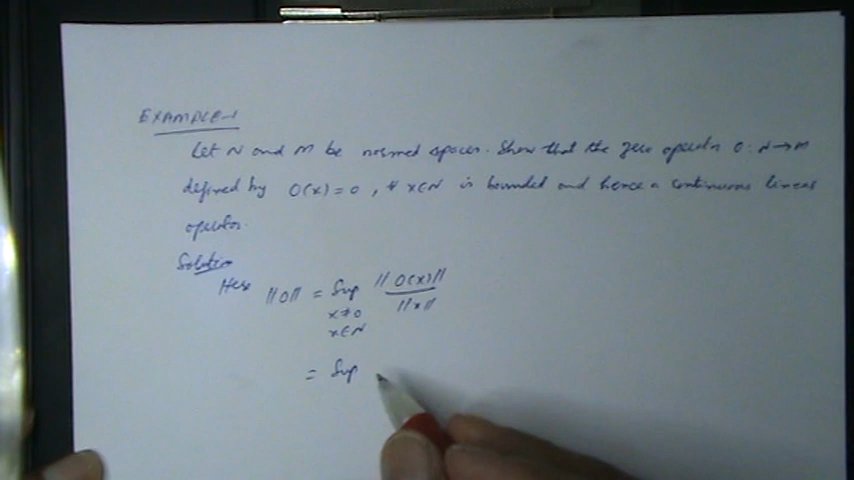 EXAMPLE-1
Let N and M be normed spaces. Show that the zero operator O: N→M
defined by O(x) = 0, ∀ x∈N is bounded and hence a continuous linear
operator.
Solution
Here ||O|| = Sup ||O(x)|| / ||x||
x≠0
x∈N
= Sup